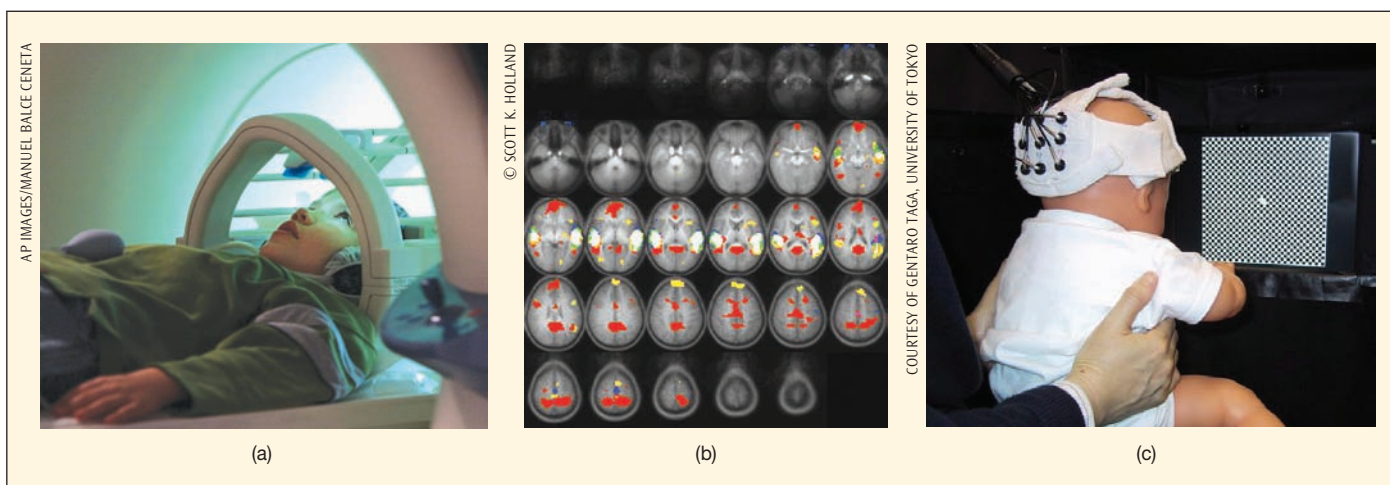 AP IMAGES/MANUEL BALCE CENETA
© SCOTT K. HOLLAND
COURTESY OF GENTARO TAGA, UNIVERSITY OF TOKYO
(a)
(b)
(c)